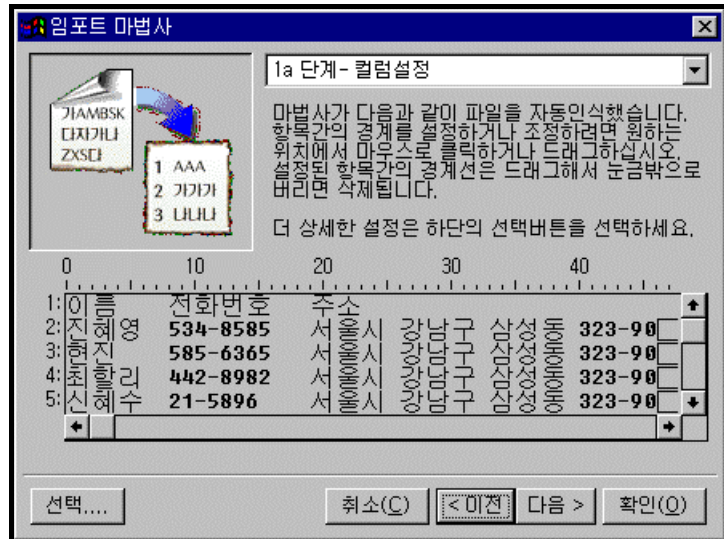 임포트 마법사
1a 단계- 컬럼설정
가AMBSK
다자가나
ZXS다
1 AAA
2 가가가
3 나나나
마법사가 다음과 같이 파일을 자동인식했습니다.
항목간의 경계를 설정하거나 조정하려면 원하는
위치에서 마우스로 클릭하거나 드래그하십시오.
설정된 항목간의 경계선은 드래그해서 눈금밖으로
버리면 삭제됩니다.
더 상세한 설정은 하단의 선택버튼을 선택하세요.
0 10 20 30 40
1: 이름 전화번호 주소
2: 진혜영 534-8585 서울시 강남구 삼성동 323-90
3: 현진 585-6365 서울시 강남구 삼성동 323-90
4: 최할리 442-8982 서울시 강남구 삼성동 323-90
5: 신혜수 21-5896 서울시 강남구 삼성동 323-90
선택.... 취소(C) < 이전 다음 > 확인(O)